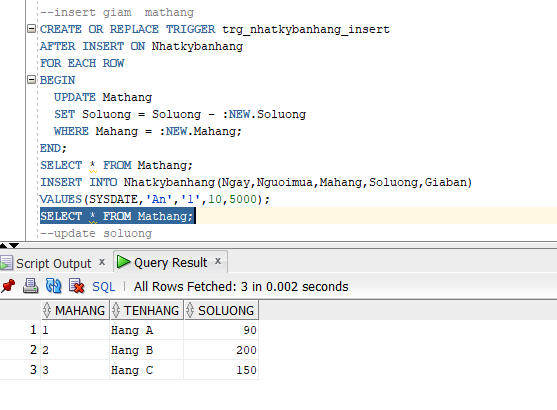 --insert giam  mathang
CREATE OR REPLACE TRIGGER trg_nhatkybanhang_insert
AFTER INSERT ON Nhatkybanhang
FOR EACH ROW
BEGIN
  UPDATE Mathang
  SET Soluong = Soluong - :NEW.Soluong
  WHERE Mahang = :NEW.Mahang;
END;
SELECT * FROM Mathang;
INSERT INTO Nhatkybanhang(Ngay,Nguoimua,Mahang,Soluong,Giaban)
VALUES(SYSDATE,'An','1',10,5000);
SELECT * FROM Mathang;
--update soluong
Script Output x Query Result x
SQL | All Rows Fetched: 3 in 0.002 seconds
MAHANG TENHANG SOLUONG
1 1 Hang A 90
2 2 Hang B 200
3 3 Hang C 150